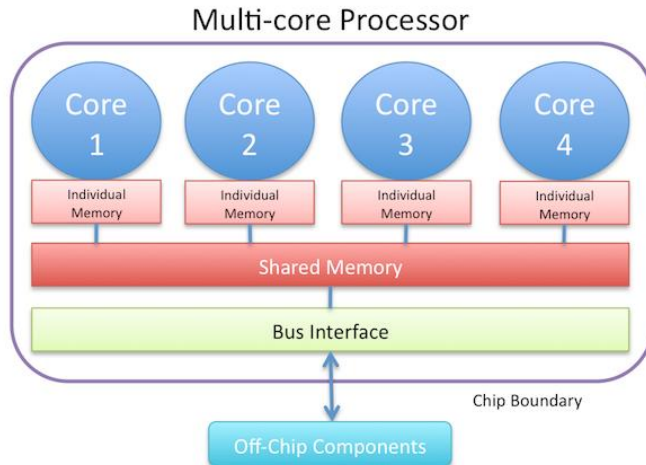 Multi-core Processor
Core
1
Core
2
Core
3
Core
4
Individual
Memory
Individual
Memory
Individual
Memory
Individual
Memory
Shared Memory
Bus Interface
Chip Boundary
Off-Chip Components